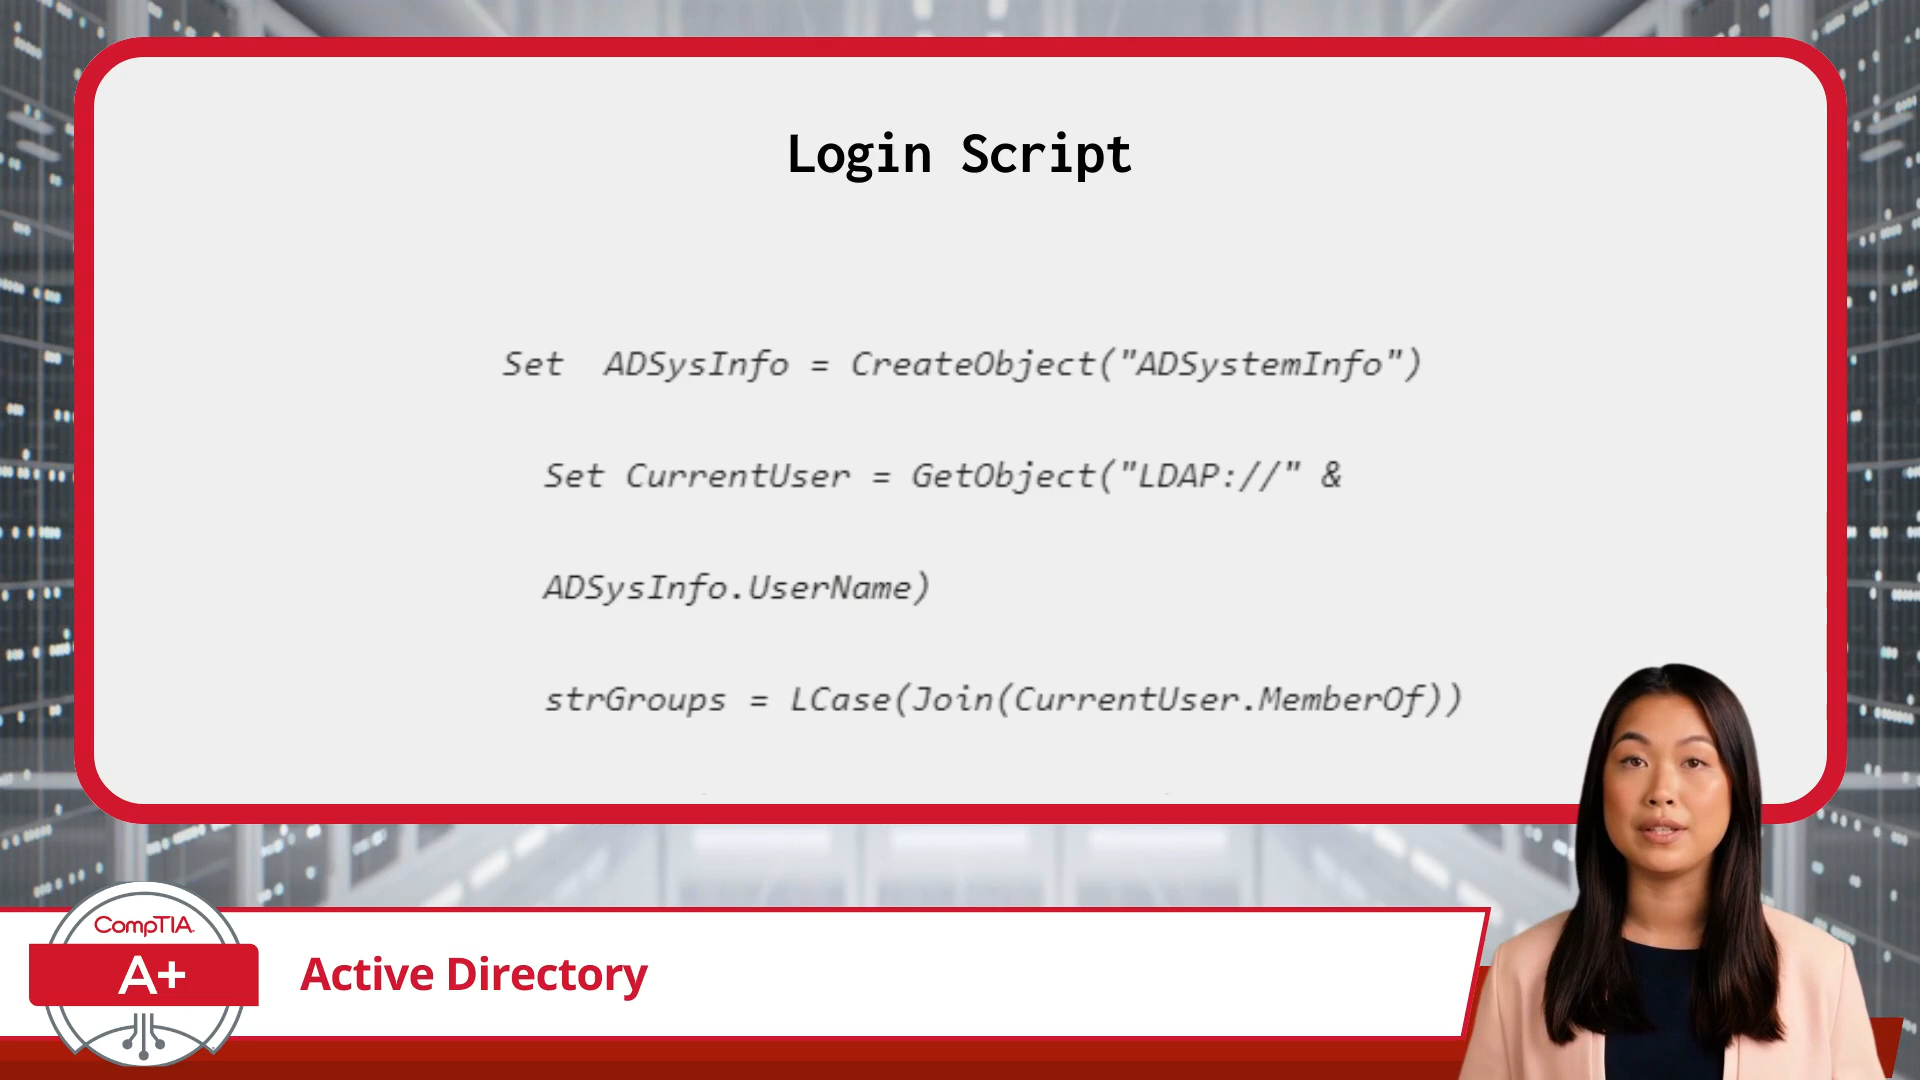 Login Script
Set  ADSysInfo = CreateObject("ADSystemInfo")
Set CurrentUser = GetObject("LDAP://" &
ADSysInfo.UserName)
strGroups = LCase(Join(CurrentUser.MemberOf))
CompTIA.
A+
Active Directory